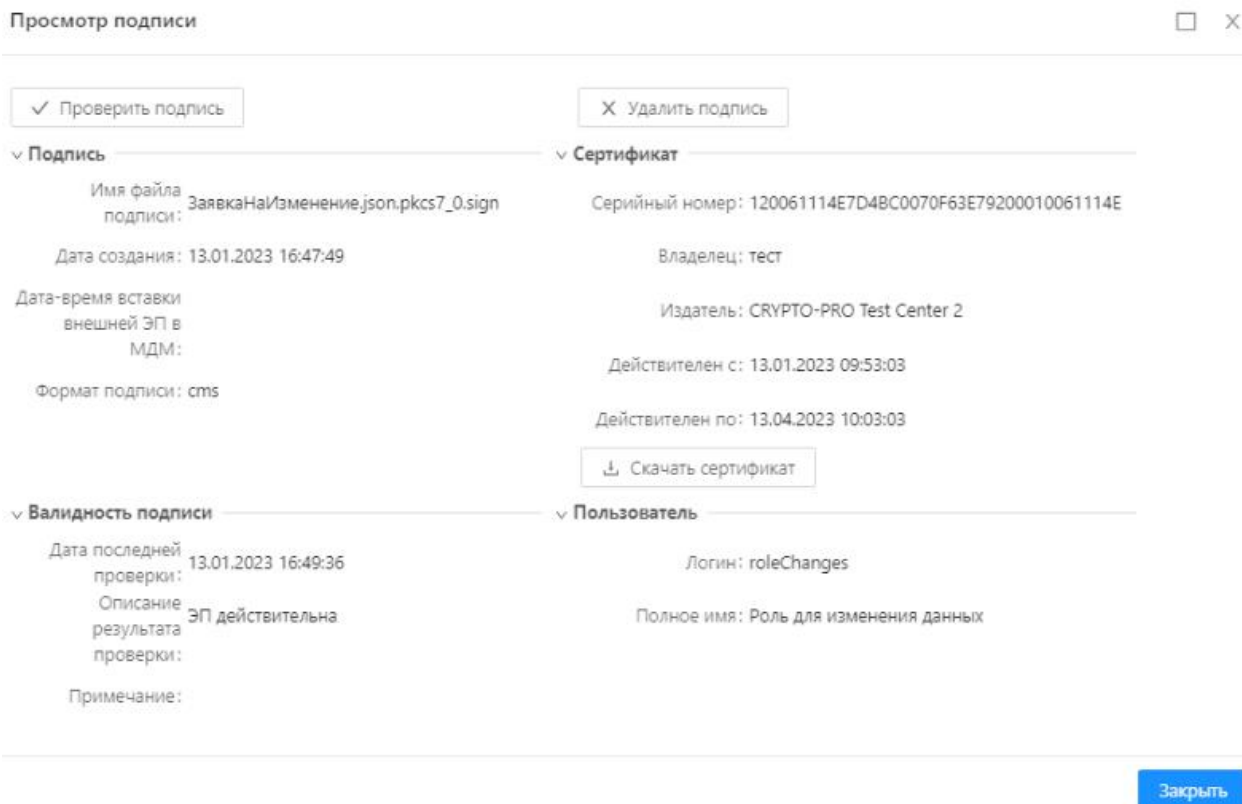 Просмотр подписи
Проверить подпись
Удалить подпись
Подпись
Имя файла
подписи:
ЗаявкаНаИзменение.json.pkcs7_0.sign
Дата создания: 13.01.2023 16:47:49
Дата-время вставки
внешней ЭП в
МДМ:
Формат подписи: cms
Сертификат
Серийный номер: 120061114E7D4BC0070F63E79200010061114E
Владелец: тест
Издатель: CRYPTO-PRO Test Center 2
Действителен с: 13.01.2023 09:53:03
Действителен по: 13.04.2023 10:03:03
Скачать сертификат
Валидность подписи
Дата последней
проверки:
13.01.2023 16:49:36
Описание
результата
проверки:
ЭП действительна
Примечание:
Пользователь
Логин: roleChanges
Полное имя: Роль для изменения данных
Закрыть